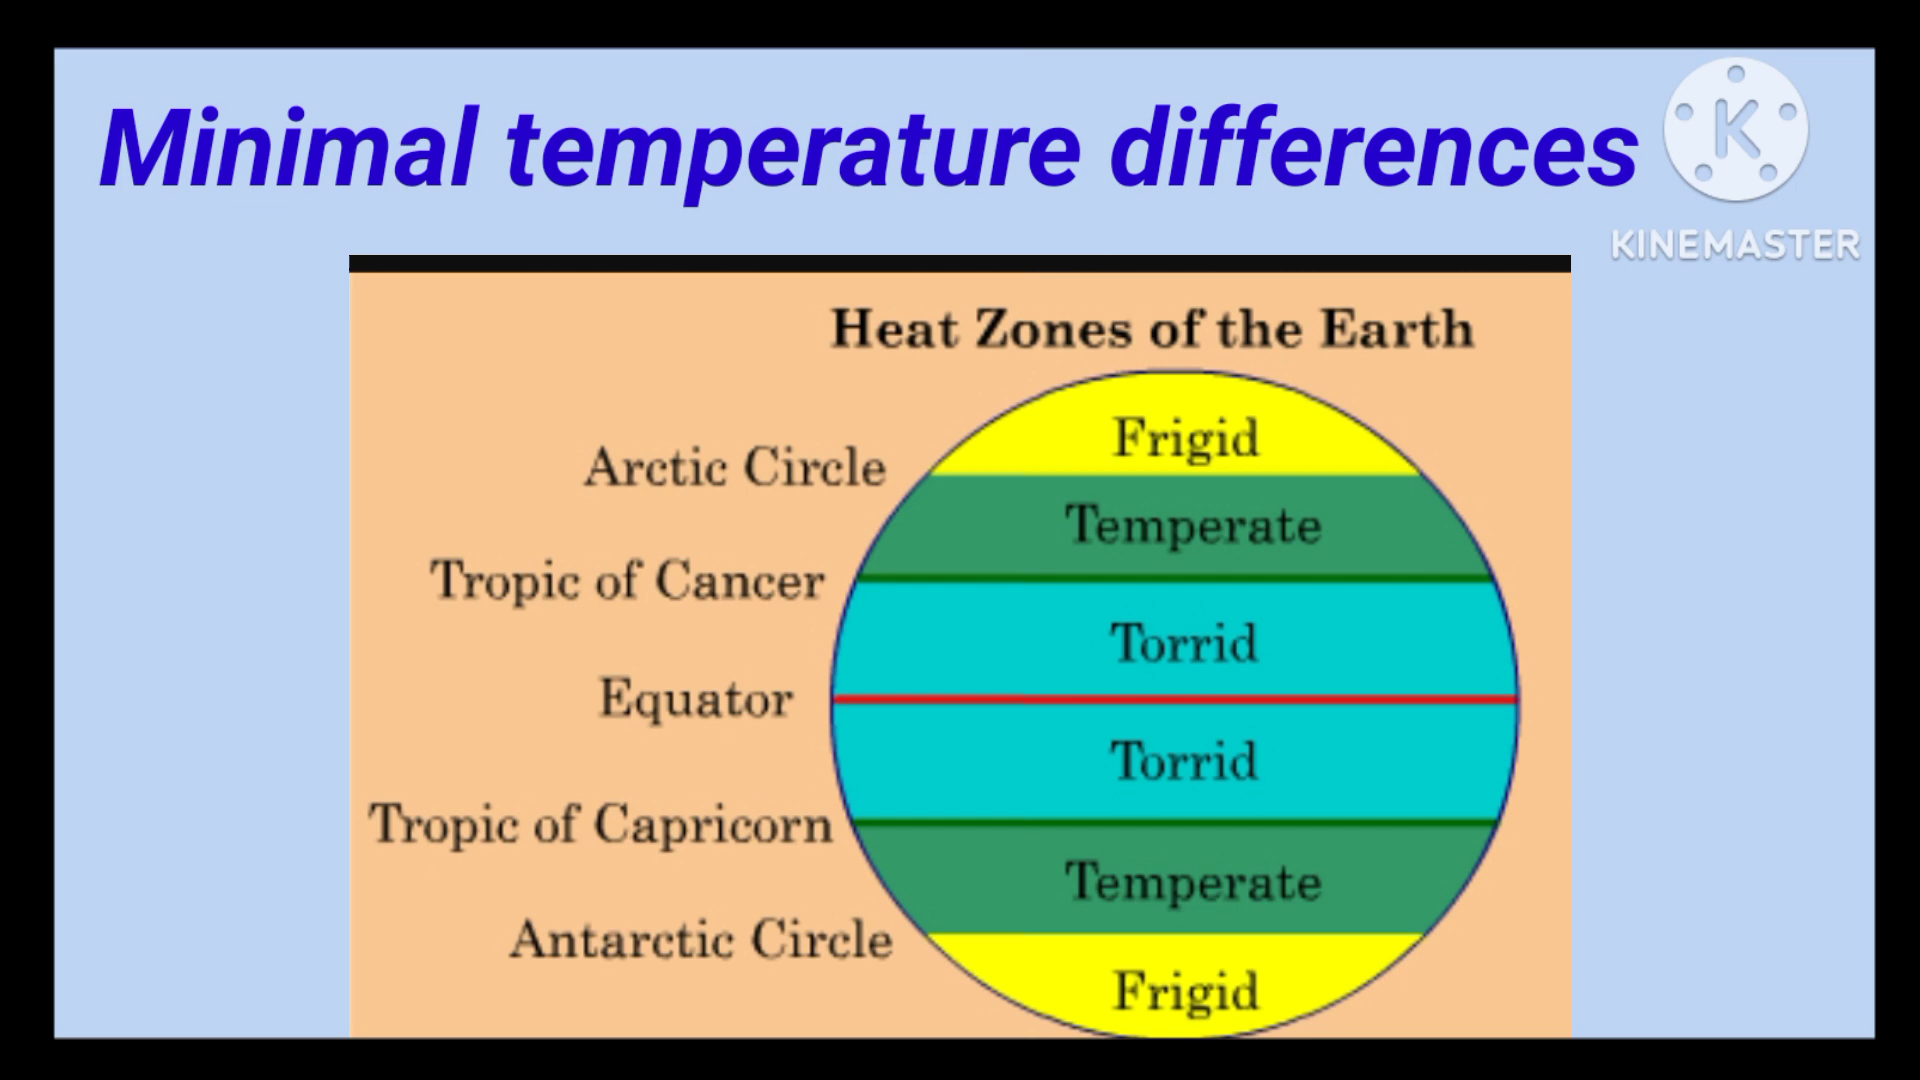 Minimal temperature differences
K
KINEMASTER
Heat Zones of the Earth
Frigid
Arctic Circle
Temperate
Tropic of Cancer
Torrid
Equator
Torrid
Tropic of Capricorn
Temperate
Antarctic Circle
Frigid